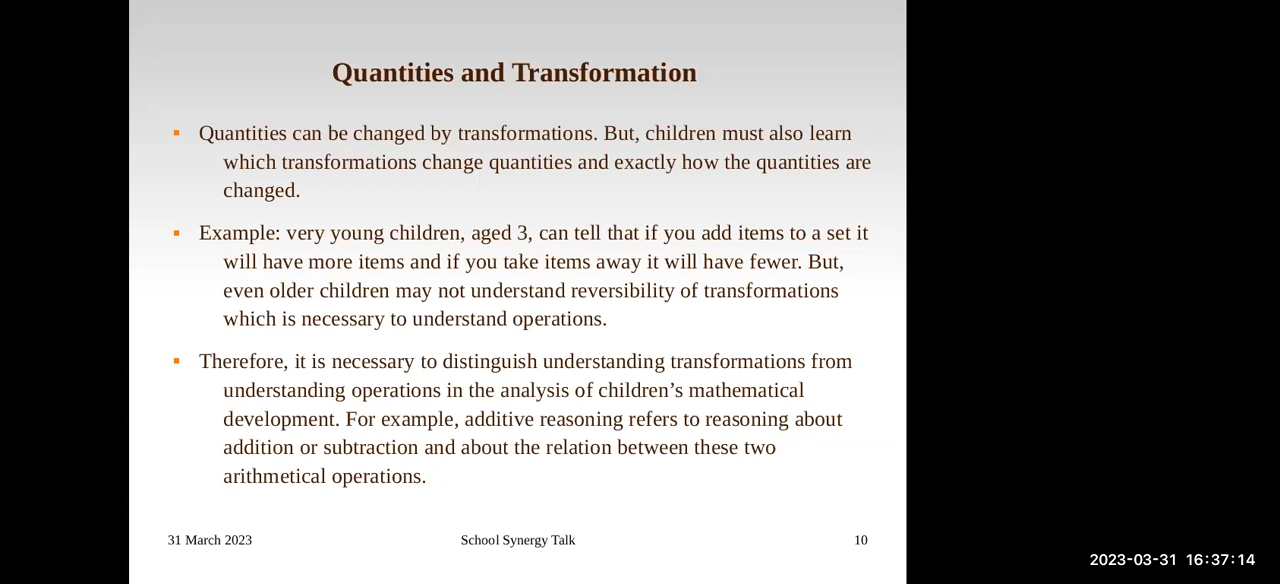 Quantities and Transformation
Quantities can be changed by transformations. But, children must also learn
which transformations change quantities and exactly how the quantities are
changed.
Example: very young children, aged 3, can tell that if you add items to a set it
will have more items and if you take items away it will have fewer. But,
even older children may not understand reversibility of transformations
which is necessary to understand operations.
Therefore, it is necessary to distinguish understanding transformations from
understanding operations in the analysis of children’s mathematical
development. For example, additive reasoning refers to reasoning about
addition or subtraction and about the relation between these two
arithmetical operations.
31 March 2023
School Synergy Talk
10
2023-03-31 16:37:14